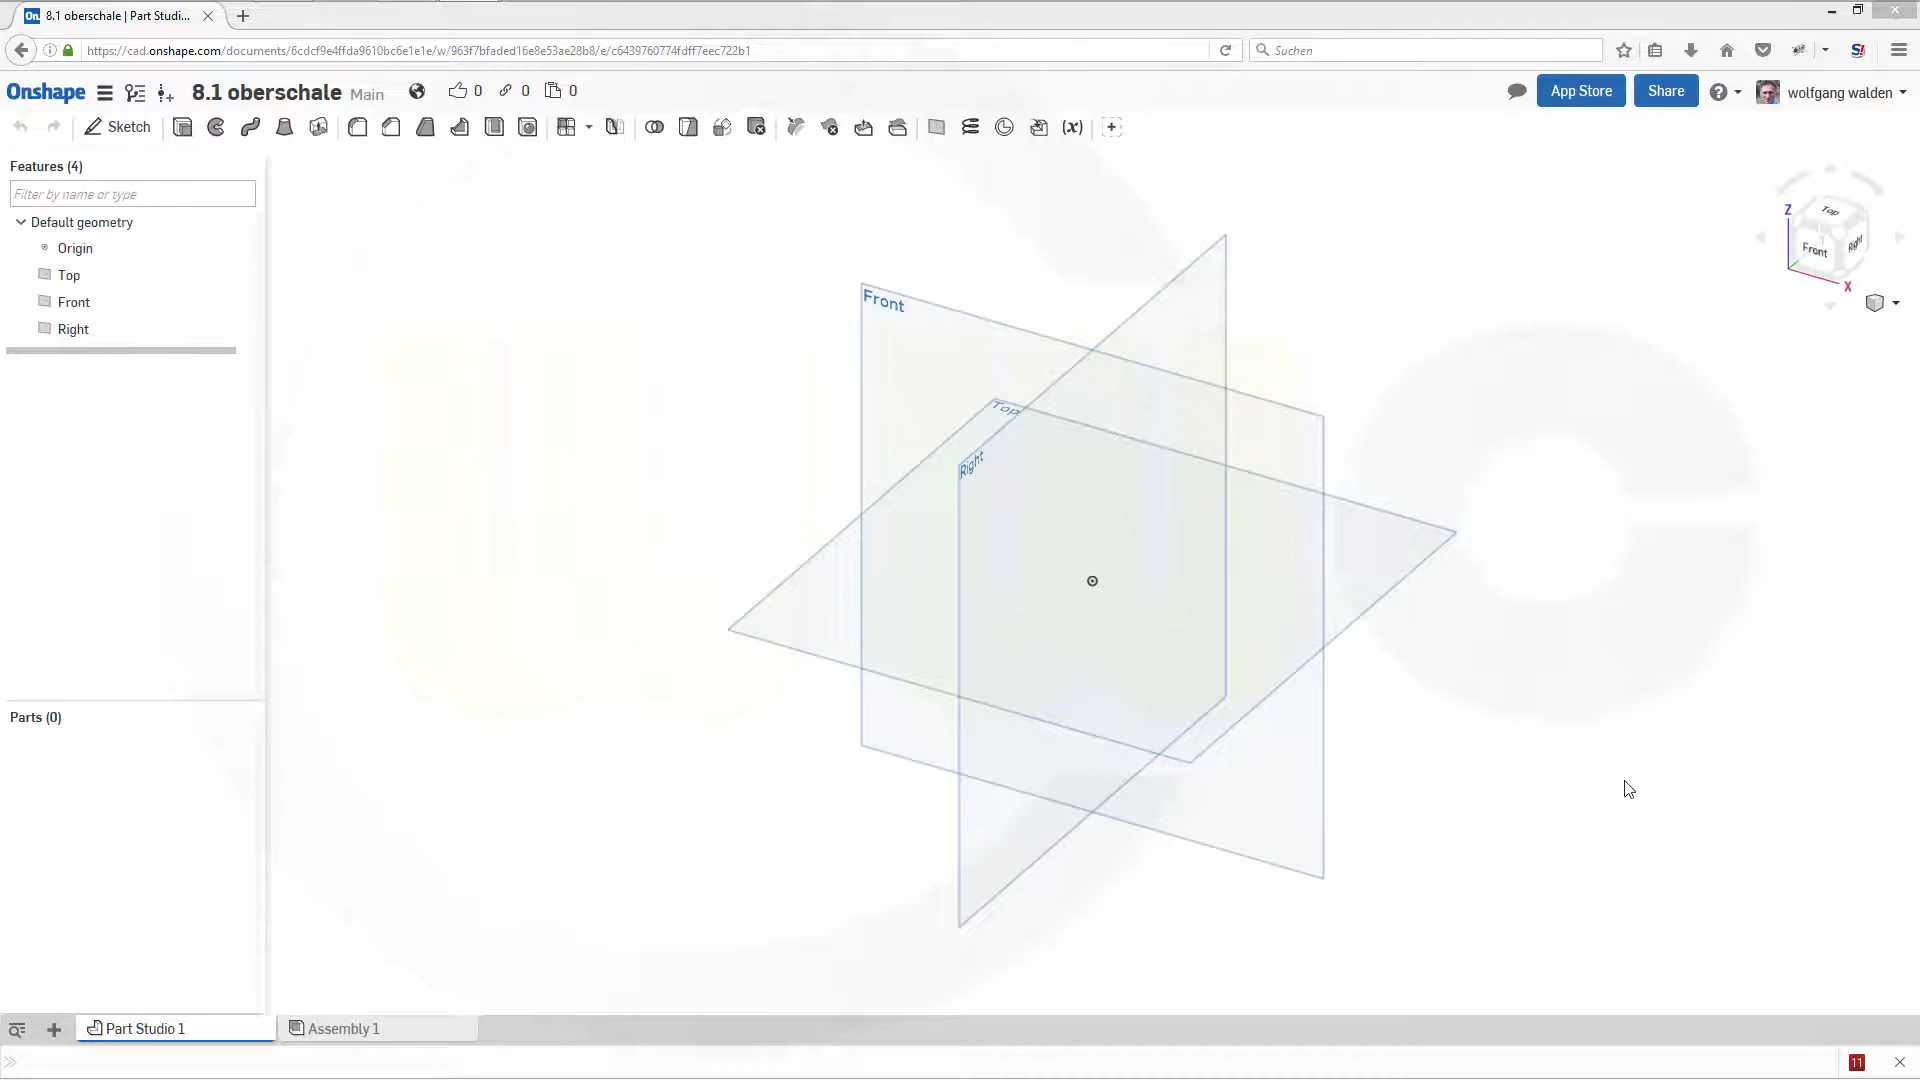 8.1 oberschale | Part Studi...
https://cad.onshape.com/documents/6cdcf9e4ffda9610bc6e1e1e/w/963f7bfaded16e8e53ae28b8/e/c6439760774fdff7eec722b1
Suchen
Onshape 8.1 oberschale Main 0 0 0 App Store Share wolfgang walden
Sketch (x)
Features (4)
Filter by name or type
Default geometry
Origin
Top
Front
Right
Parts (0)
Front
Top
Right
Z
Top
Front
Right
X
Part Studio 1
Assembly 1
11